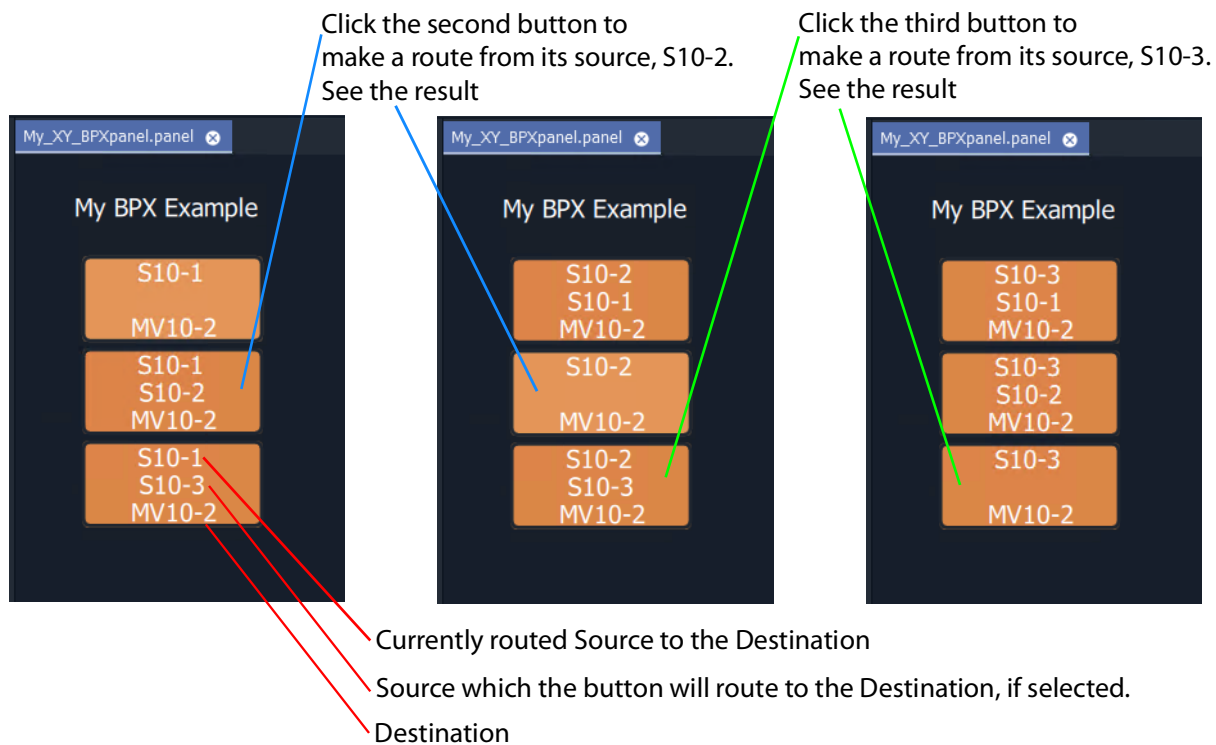 Click the second button to
make a route from its source, S10-2.
See the result
Click the third button to
make a route from its source, S10-3.
See the result
My_XY_BPXpanel.panel
My BPX Example
S10-1
MV10-2
S10-1
S10-2
MV10-2
S10-1
S10-3
MV10-2
My_XY_BPXpanel.panel
My BPX Example
S10-2
S10-1
MV10-2
S10-2
MV10-2
S10-2
S10-3
MV10-2
My_XY_BPXpanel.panel
My BPX Example
S10-3
S10-1
MV10-2
S10-3
S10-2
MV10-2
S10-3
MV10-2
Currently routed Source to the Destination
Source which the button will route to the Destination, if selected.
Destination